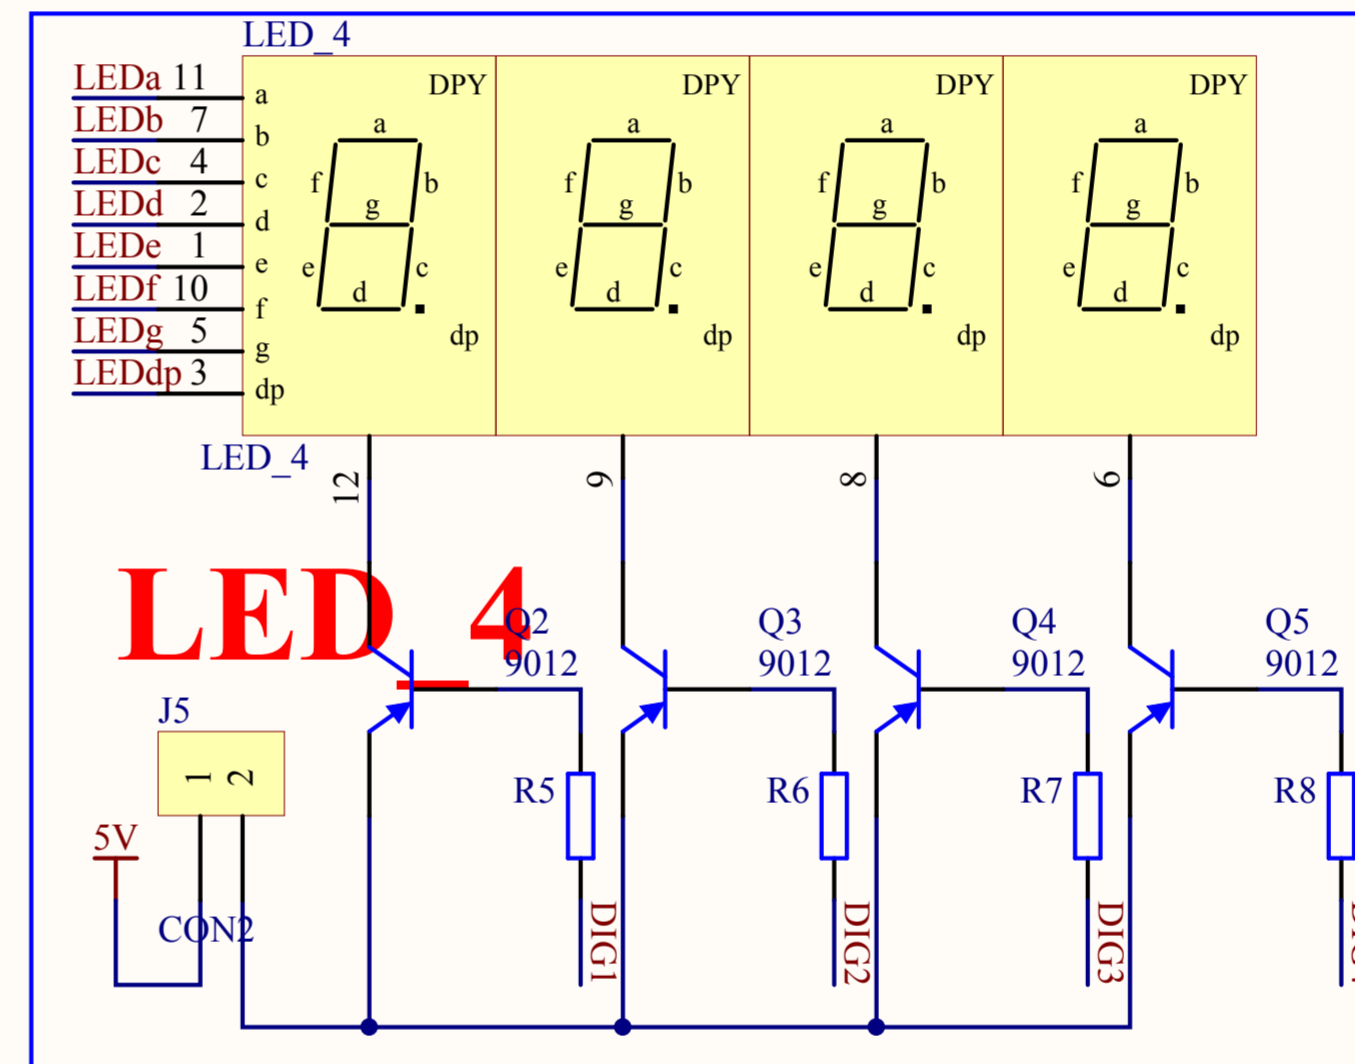 LED_4
LEDa 11 a
LEDb 7 b
LEDc 4 c
LEDd 2 d
LEDe 1 e
LEDf 10 f
LEDg 5 g
LEDdp 3 dp
DPY DPY DPY DPY
a a a a
f b f b f b f b
g g g g
e c e c e c e c
d d d d
dp dp dp dp
LED_4
12 9 8 6
LED_4
Q2 Q3 Q4 Q5
9012 9012 9012 9012
J5
1 2
R5 R6 R7 R8
5V
CON2
DIG1 DIG2 DIG3